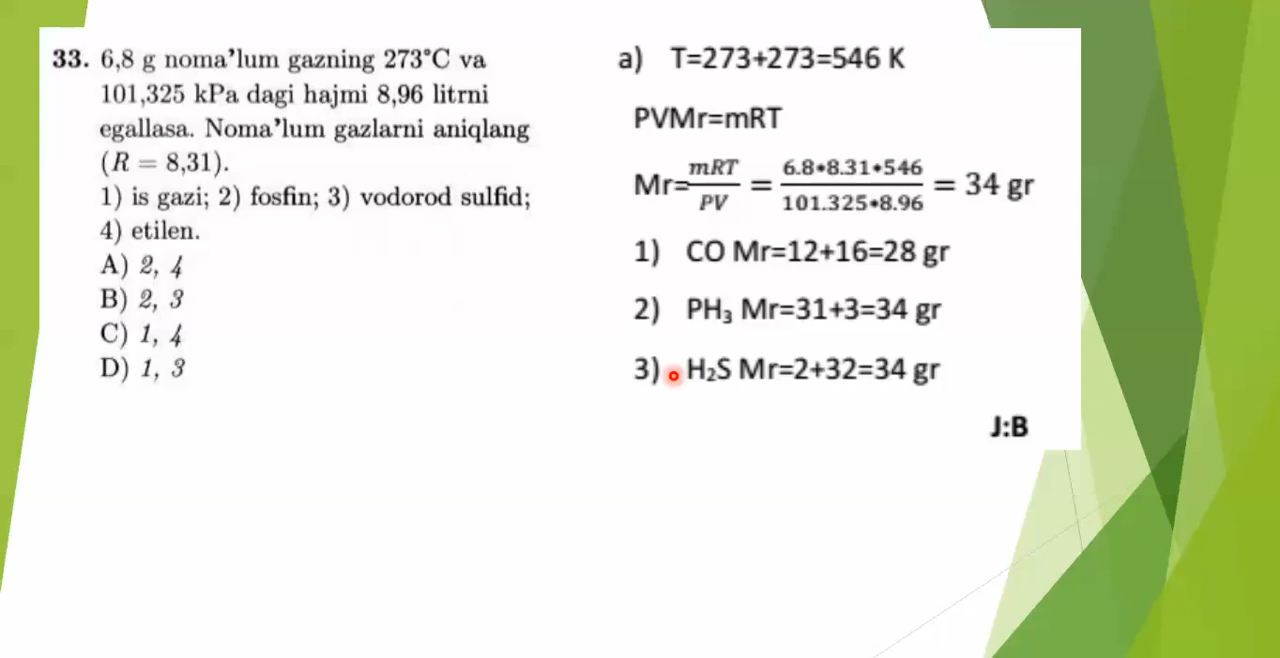 33. 6,8 g noma’lum gazning 273°C va
101,325 kPa dagi hajmi 8,96 litrni
egallasa. Noma’lum gazlarni aniqlang
(R = 8,31).
1) is gazi; 2) fosfin; 3) vodorod sulfid;
4) etilen.
A) 2, 4
B) 2, 3
C) 1, 4
D) 1, 3
a) T=273+273=546 K
PVMr=mRT
Mr=mRT/PV = 6.8*8.31*546/101.325*8.96 = 34 gr
1) CO Mr=12+16=28 gr
2) PH₃ Mr=31+3=34 gr
3) H₂S Mr=2+32=34 gr
J:B